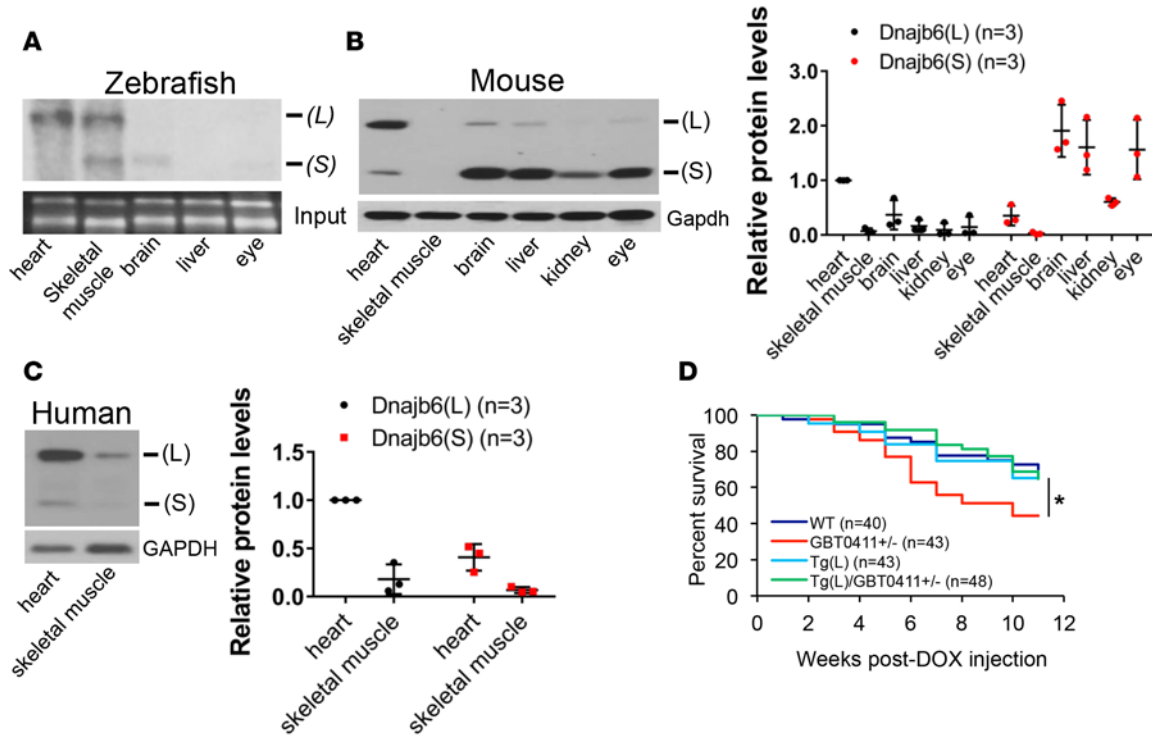 A
Zebrafish
(L)
(S)
Input
heart
Skeletal
muscle
brain
liver
eye
B
Mouse
(L)
(S)
Gapdh
heart
skeletal muscle
brain
liver
kidney
eye
Dnajb6(L) (n=3)
Dnajb6(S) (n=3)
Relative protein levels
3.0
2.0
1.0
0.0
heart
skeletal muscle
brain
liver
kidney
eye
heart
skeletal muscle
brain
liver
kidney
eye
C
Human
(L)
(S)
GAPDH
heart
skeletal muscle
Dnajb6(L) (n=3)
Dnajb6(S) (n=3)
Relative protein levels
1.5
1.0
0.5
0.0
heart
skeletal muscle
heart
skeletal muscle
D
Percent survival
100
80
60
40
20
0
*
WT (n=40)
GBT0411+/- (n=43)
Tg(L) (n=43)
Tg(L)/GBT0411+/- (n=48)
0 2 4 6 8 10 12
Weeks post-DOX injection